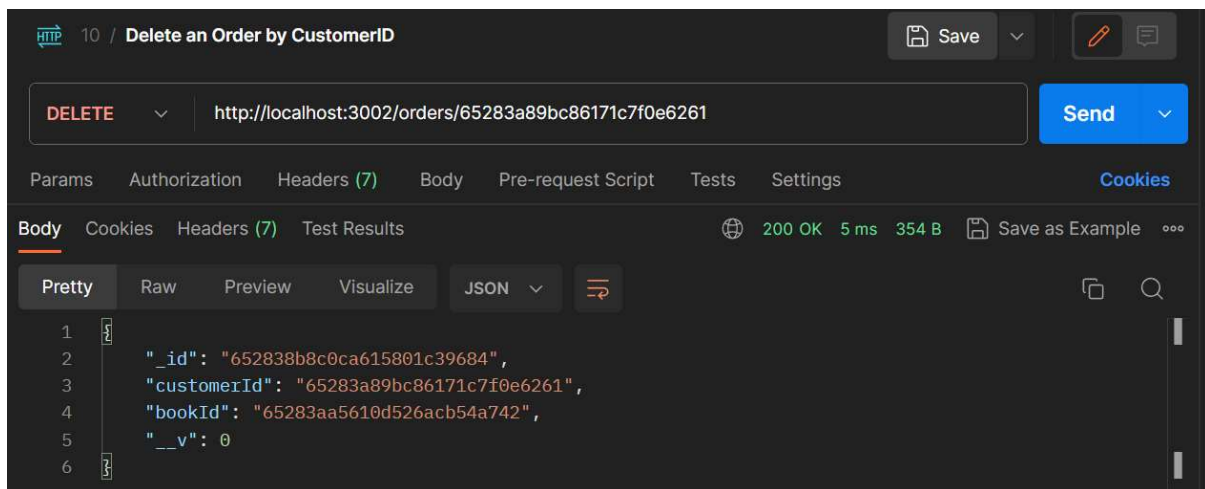 HTTP 10 / Delete an Order by CustomerID Save
DELETE http://localhost:3002/orders/65283a89bc86171c7f0e6261 Send
Params Authorization Headers (7) Body Pre-request Script Tests Settings Cookies
Body Cookies Headers (7) Test Results 200 OK 5 ms 354 B Save as Example
Pretty Raw Preview Visualize JSON
1 {
2 "_id": "652838b8c0ca615801c39684",
3 "customerId": "65283a89bc86171c7f0e6261",
4 "bookId": "65283aa5610d526acb54a742",
5 "__v": 0
6 }